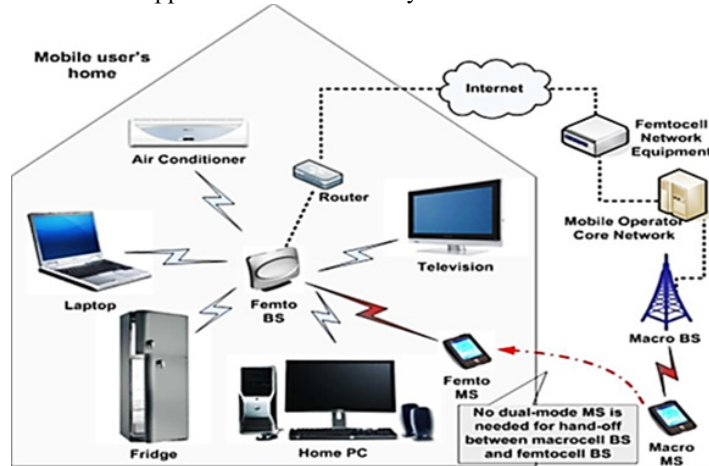 Mobile user's
home
Internet
Femtocell
Network
Equipment
Air Conditioner
Router
Mobile Operator
Core Network
Laptop
Femto
BS
Television
Macro BS
Femto
MS
No dual-mode MS is
needed for hand-off
between macrocell BS
and femtocell BS
Fridge
Home PC
Macro
MS